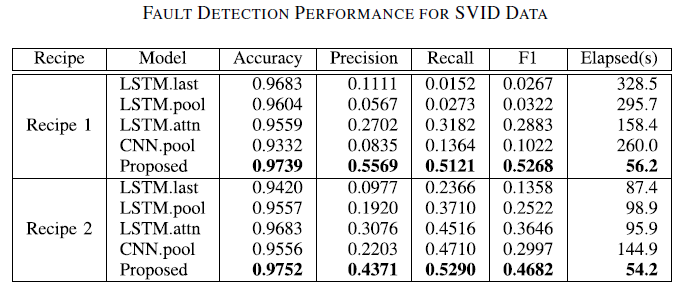 FAULT DETECTION PERFORMANCE FOR SVID DATA
Recipe Model Accuracy Precision Recall F1 Elapsed(s)
LSTM.last 0.9683 0.1111 0.0152 0.0267 328.5
LSTM.pool 0.9604 0.0567 0.0273 0.0322 295.7
Recipe 1 LSTM.attn 0.9559 0.2702 0.3182 0.2883 158.4
CNN.pool 0.9332 0.0835 0.1364 0.1022 260.0
Proposed 0.9739 0.5569 0.5121 0.5268 56.2
LSTM.last 0.9420 0.0977 0.2366 0.1358 87.4
LSTM.pool 0.9557 0.1920 0.3710 0.2522 98.9
Recipe 2 LSTM.attn 0.9683 0.3076 0.4516 0.3646 95.9
CNN.pool 0.9556 0.2203 0.4710 0.2997 144.9
Proposed 0.9752 0.4371 0.5290 0.4682 54.2